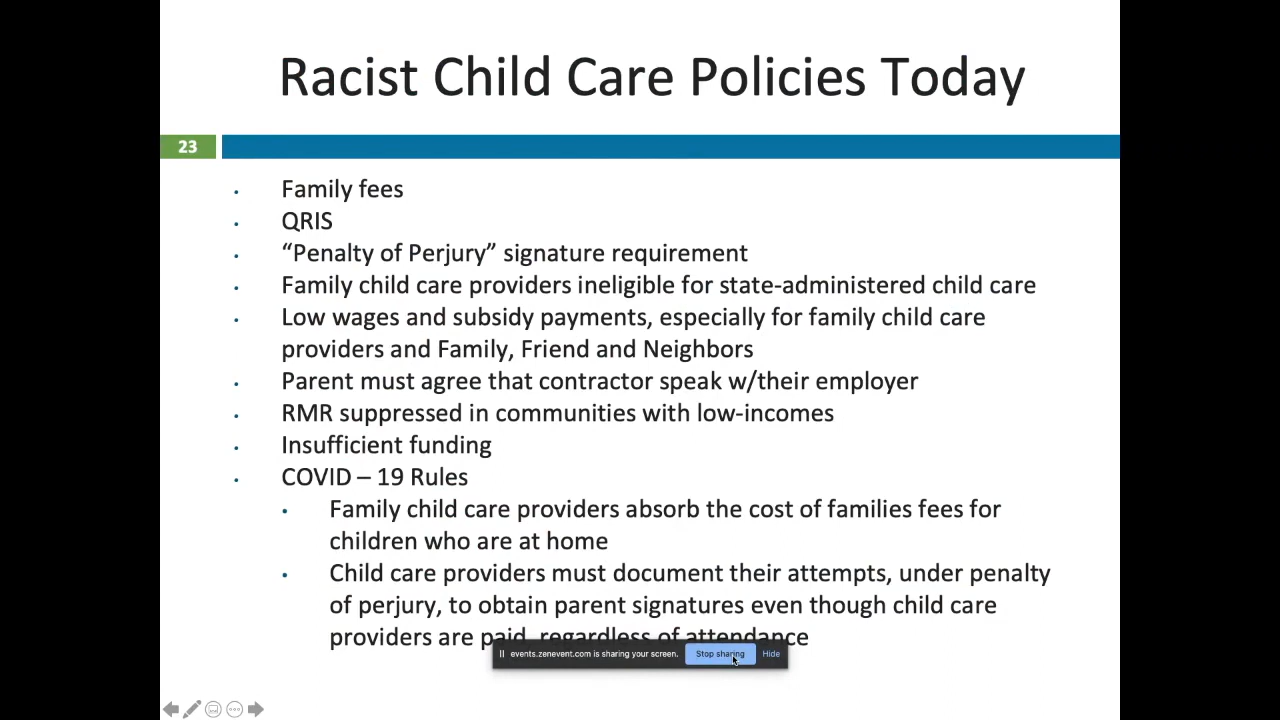 Racist Child Care Policies Today
23
Family fees
QRIS
“Penalty of Perjury” signature requirement
Family child care providers ineligible for state-administered child care
Low wages and subsidy payments, especially for family child care
providers and Family, Friend and Neighbors
Parent must agree that contractor speak w/their employer
RMR suppressed in communities with low-incomes
Insufficient funding
COVID – 19 Rules
Family child care providers absorb the cost of families fees for
children who are at home
Child care providers must document their attempts, under penalty
of perjury, to obtain parent signatures even though child care
providers are paid, regardless of attendance
events.zenevent.com is sharing your screen.
Stop sharing
Hide